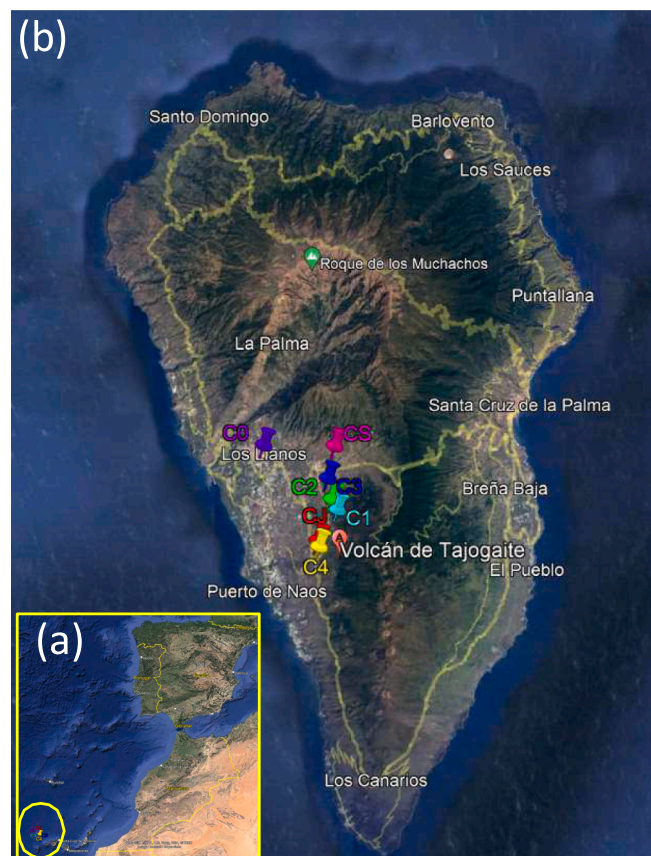 (b)
Santo Domingo
Barlovento
Los Sauces
Roque de los Muchachos
Puntallana
La Palma
Santa Cruz de la Palma
C0
CS
Los Llanos
C2
C3
Breña Baja
CJ
C1
Volcán de Tajogaite
C4
El Pueblo
Puerto de Naos
(a)
Los Canarios